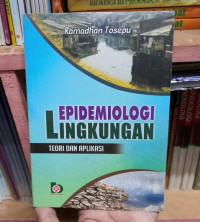 Ramadhan Tosepu
EPIDEMIOLOGI
LINGKUNGAN
TEORI DAN APLIKASI